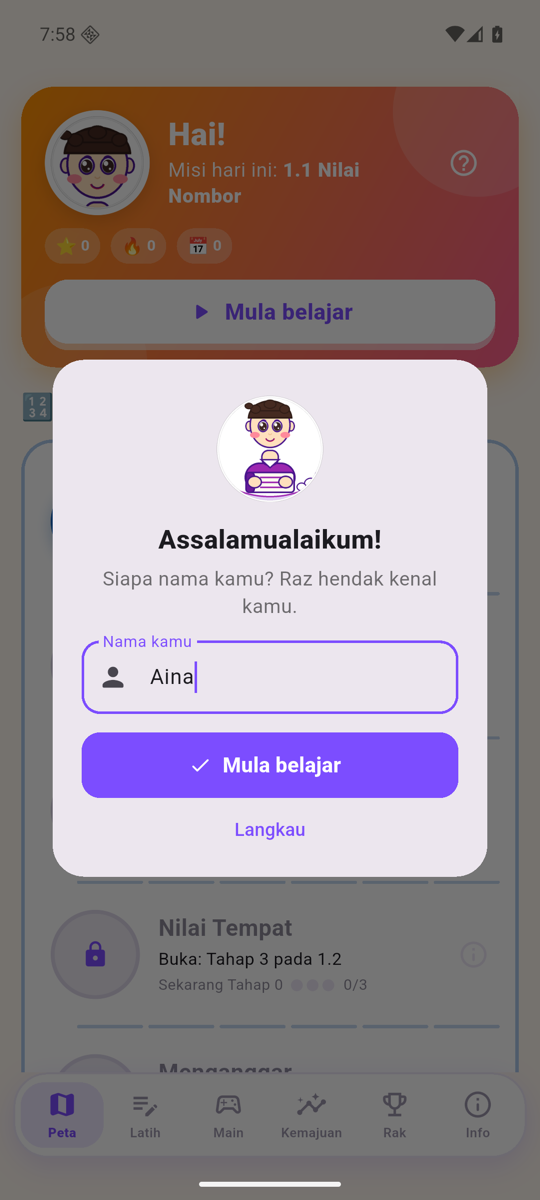 7:58
Hai!
Misi hari ini: 1.1 Nilai
Nombor
0
0
0
Mula belajar
Assalamualaikum!
Siapa nama kamu? Raz hendak kenal
kamu.
Nama kamu
Aina
Mula belajar
Langkau
Nilai Tempat
Buka: Tahap 3 pada 1.2
Sekarang Tahap 0 0/3
Menganggar
Peta
Latih
Main
Kemajuan
Rak
Info